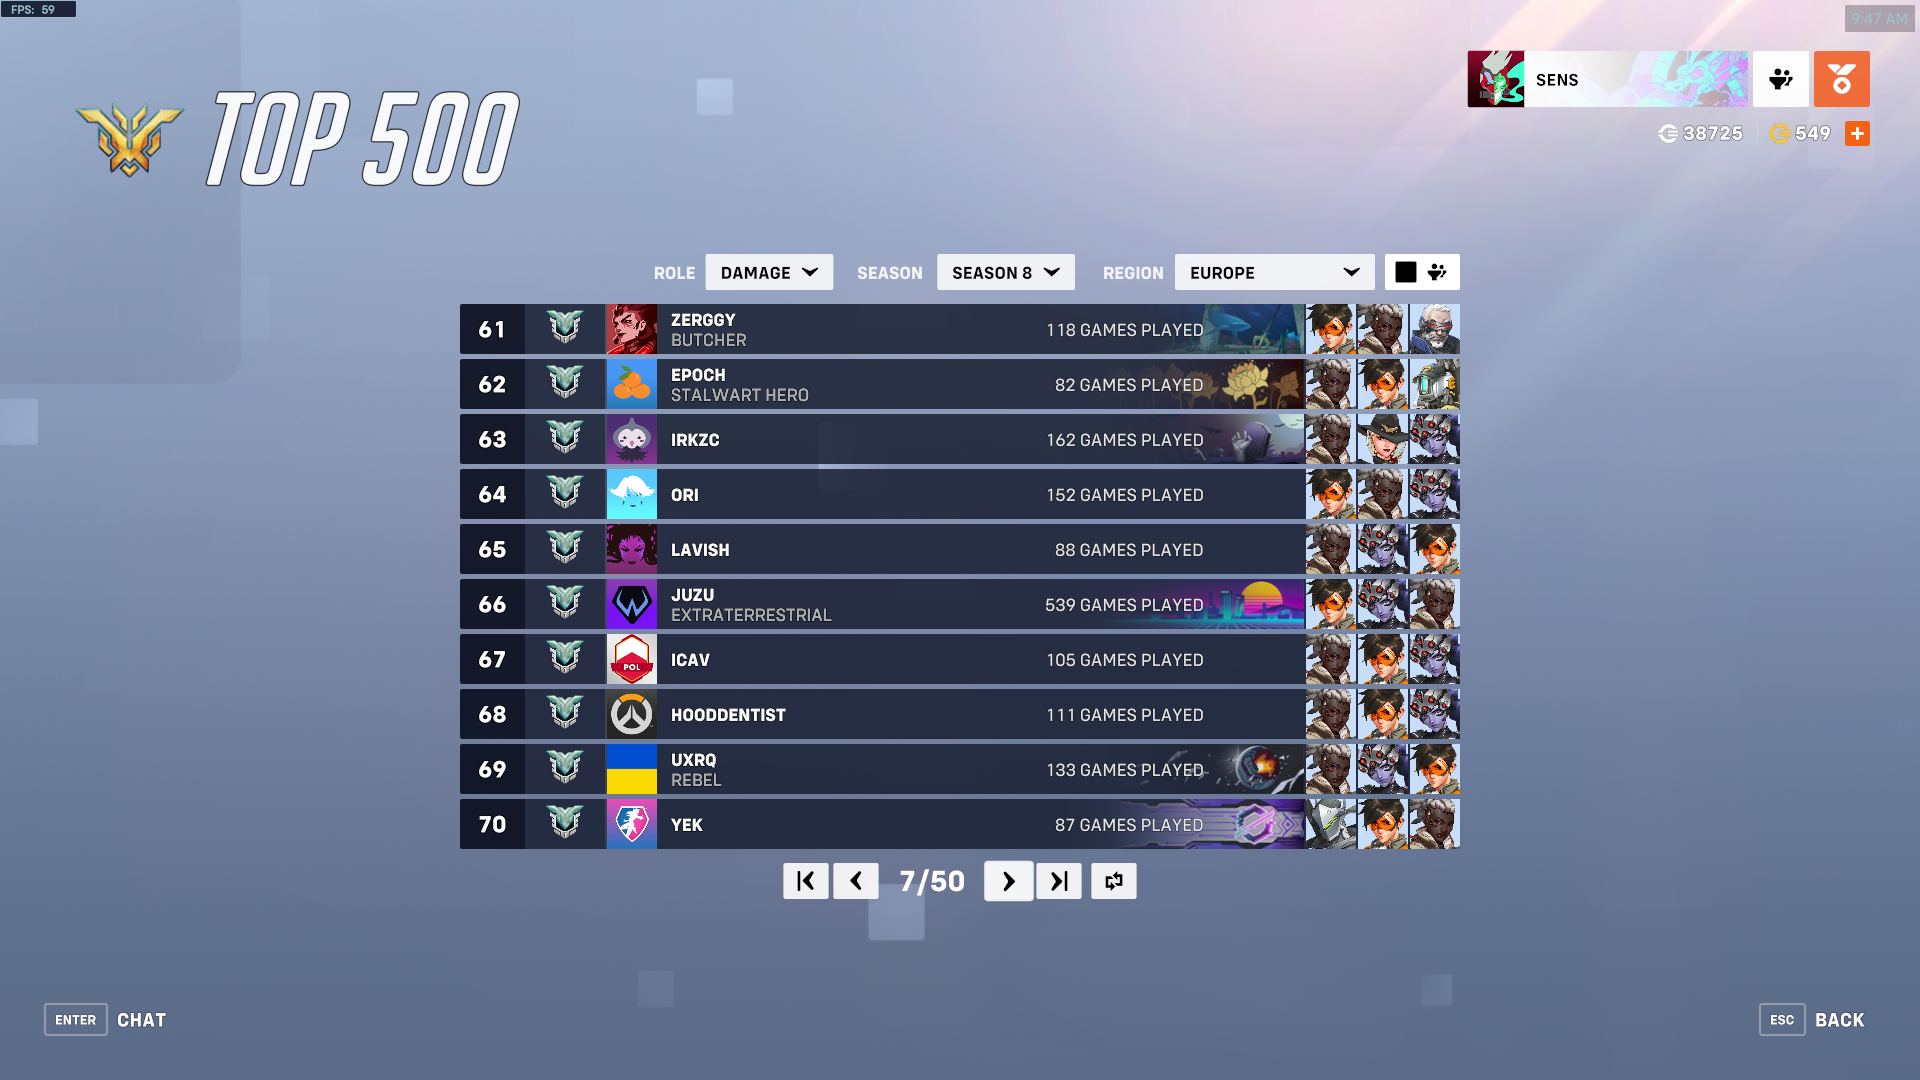 FPS: 59
9:47 AM
TOP 500
SENS
38725 549
ROLE DAMAGE SEASON SEASON 8 REGION EUROPE
61 ZERGGY
BUTCHER
118 GAMES PLAYED
62 EPOCH
STALWART HERO
82 GAMES PLAYED
63 IRKZC 162 GAMES PLAYED
64 ORI 152 GAMES PLAYED
65 LAVISH 88 GAMES PLAYED
66 JUZU
EXTRATERRESTRIAL
539 GAMES PLAYED
67 POL ICAV 105 GAMES PLAYED
68 HOODDENTIST 111 GAMES PLAYED
69 UXRQ
REBEL
133 GAMES PLAYED
70 YEK 87 GAMES PLAYED
7/50
ENTER CHAT
ESC BACK